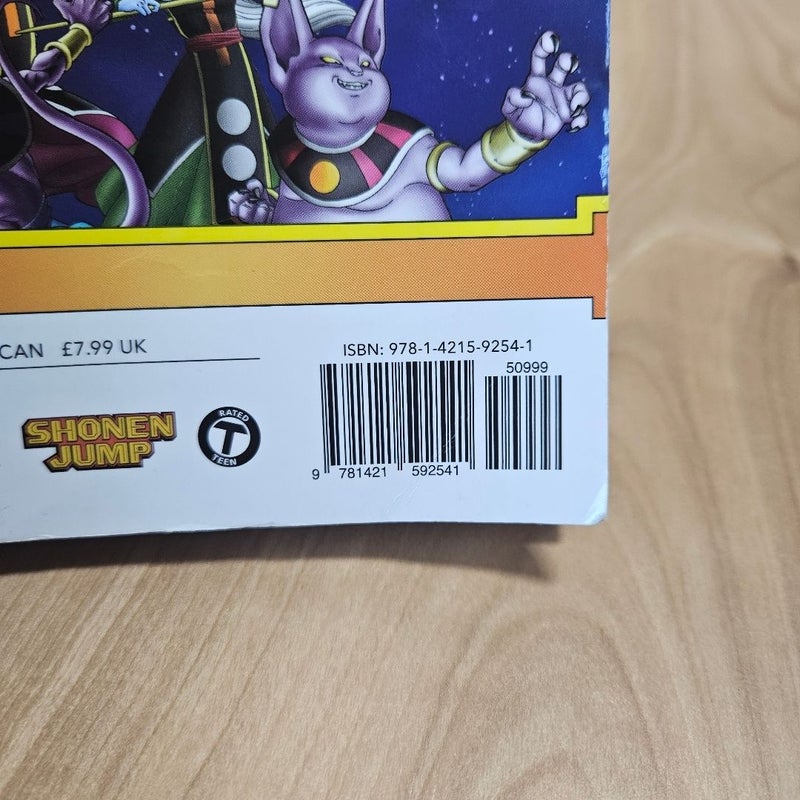 CAN £7.99 UK
ISBN: 978-1-4215-9254-1
50999
SHONEN
JUMP
RATED
T
TEEN
9 781421 592541